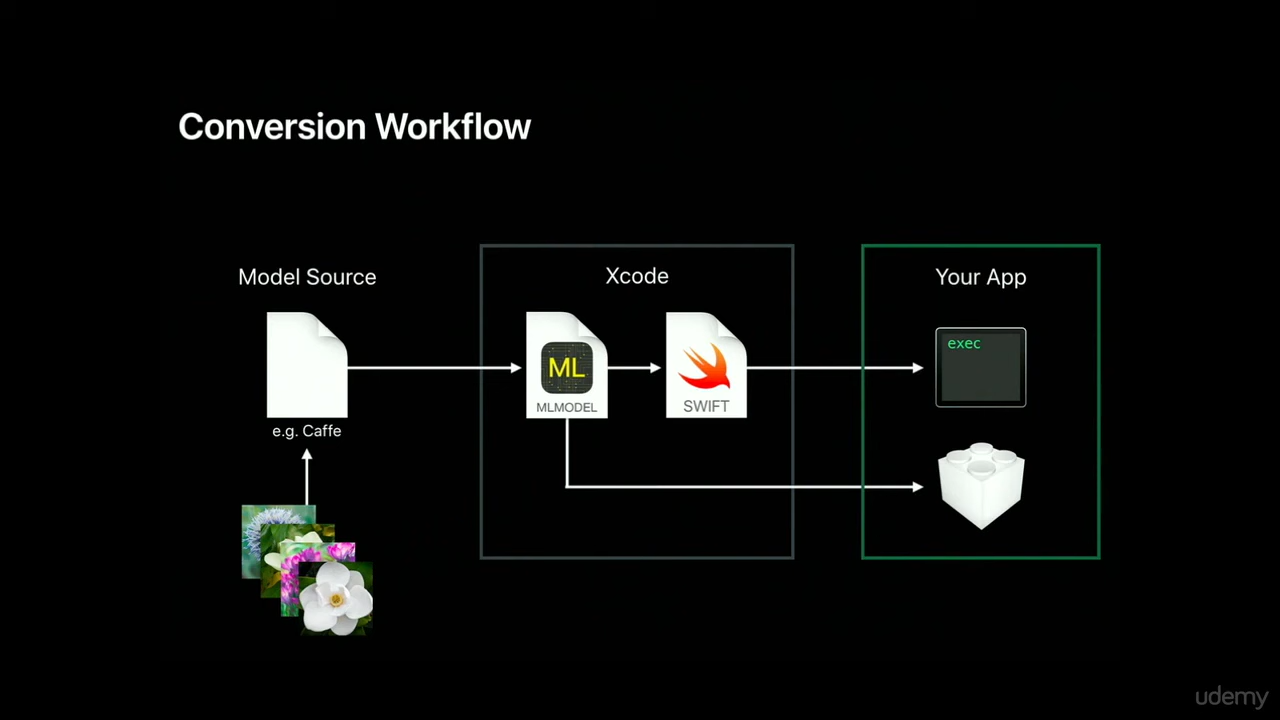 Conversion Workflow
Model Source
Xcode
Your App
ML
MLMODEL
SWIFT
exec
e.g. Caffe
udemy